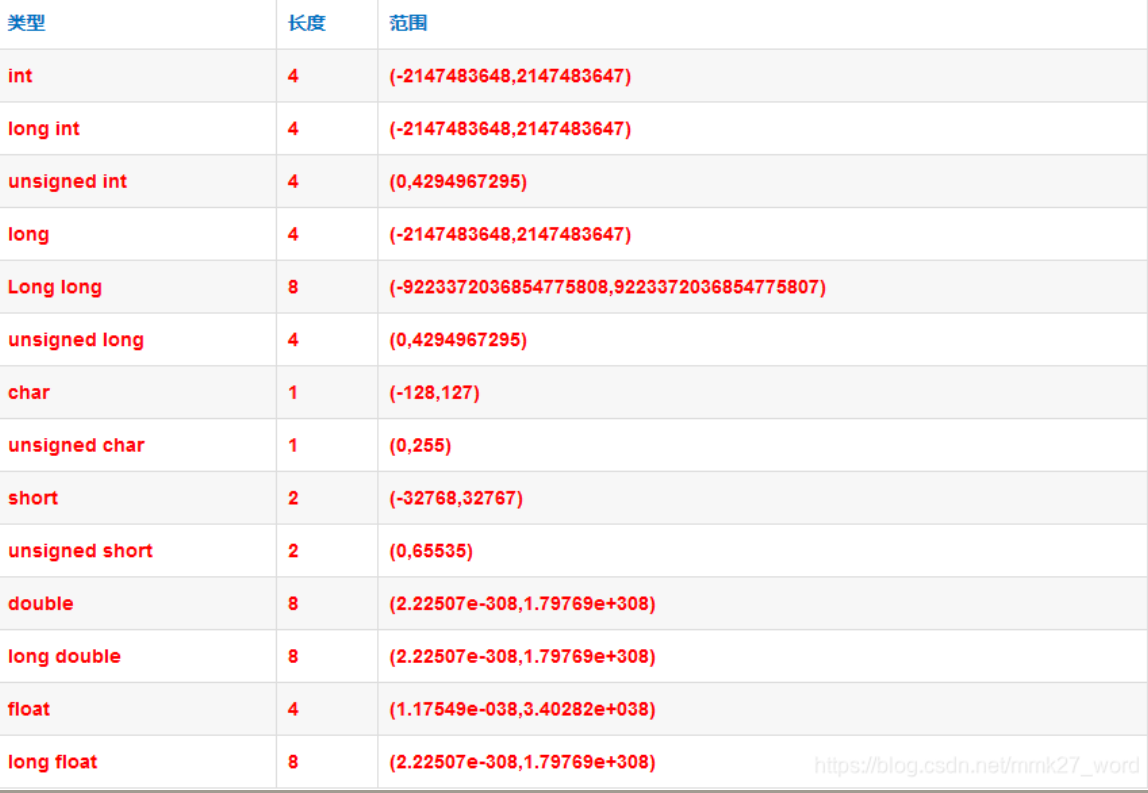 类型 长度 范围
int 4 (-2147483648,2147483647)
long int 4 (-2147483648,2147483647)
unsigned int 4 (0,4294967295)
long 4 (-2147483648,2147483647)
Long long 8 (-9223372036854775808,9223372036854775807)
unsigned long 4 (0,4294967295)
char 1 (-128,127)
unsigned char 1 (0,255)
short 2 (-32768,32767)
unsigned short 2 (0,65535)
double 8 (2.22507e-308,1.79769e+308)
long double 8 (2.22507e-308,1.79769e+308)
float 4 (1.17549e-038,3.40282e+038)
long float 8 (2.22507e-308,1.79769e+308)
https://blog.csdn.net/mmk27_word